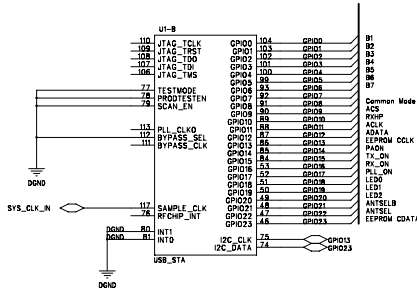 U1-B
110 JTAG_TCLK
109 JTAG_TRST
108 JTAG_TDO
107 JTAG_TDI
106 JTAG_TMS
77 TESTMODE
78 PRODTESTEN
79 SCAN_EN
113 PLL_CLKO
112 BYPASS_SEL
111 BYPASS_CLK
DGND
SYS_CLK_IN
117 SAMPLE_CLK
76 RFCHIP_INT
DGND 80 INT1
DGND 81 INT0
DGND
USB_STA
GPIO0 104 GPIO0
GPIO1 103 GPIO1
GPIO2 102 GPIO2
GPIO3 101 GPIO3
GPIO4 100 GPIO4
GPIO5 99 GPIO5
GPIO6 93 GPIO6
GPIO7 92 GPIO7
GPIO8 91 GPIO8
GPIO9 90 GPIO9
GPIO10 89 GPIO10
GPIO11 88 GPIO11
GPIO12 87 GPIO12
GPIO13 86 GPIO13
GPIO14 85 GPIO14
GPIO15 84 GPIO15
GPIO16 53 GPIO16
GPIO17 52 GPIO17
GPIO18 51 GPIO18
GPIO19 50 GPIO19
GPIO20 49 GPIO20
GPIO21 48 GPIO21
GPIO22 47 GPIO22
GPIO23 46 GPIO23
I2C_CLK 75 GPIO13
I2C_DATA 74 GPIO23
B1
B2
B3
B4
B5
B6
B7
Common Mode
ACS
RXHP
ACLK
ADATA
EEPROM CCLK
PAON
TX_ON
RX_ON
PLL_ON
LED0
LED1
LED2
ANTSELB
ANTSEL
EEPROM CDATA